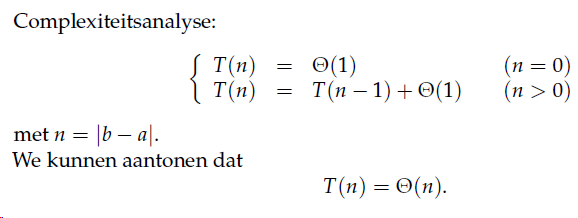 Complexiteitsanalyse:
{ T(n) = Θ(1) (n = 0)
T(n) = T(n − 1) + Θ(1) (n > 0)
met n = |b − a|.
We kunnen aantonen dat
T(n) = Θ(n).